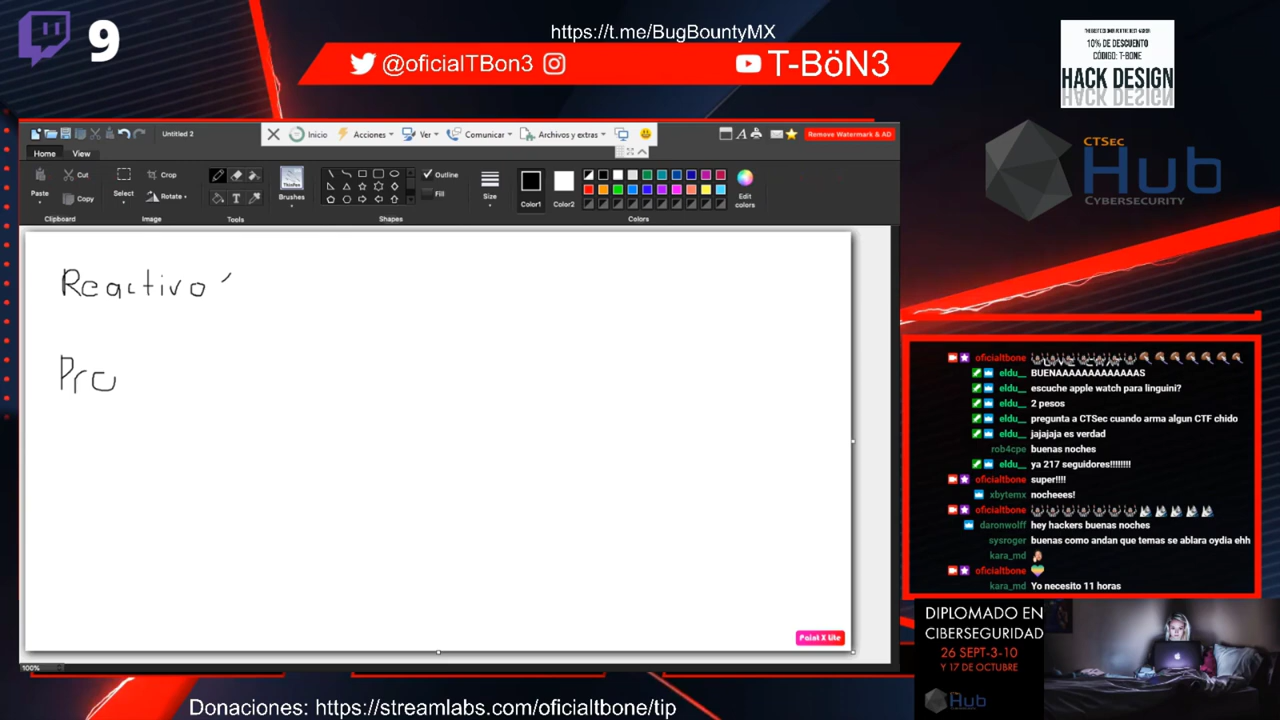 https://t.me/BugBountyMX
9
@oficialTBon3
T-BöN3
10% DE DESCUENTO
CÓDIGO: T-BONE
HACK DESIGN
CTSec
Hub
CYBERSECURITY
Untitled 2
Inicio
Acciones
Ver
Comunicar
Archivos y extras
Remove Watermark & AD
Home
View
Paste
Cut
Copy
Clipboard
Select
Crop
Rotate
Image
Tools
Brushes
Shapes
Outline
Fill
Size
Color1
Color2
Colors
Edit
colors
Reactivo
Pro
Paint X Lite
100%
oficialtbone
eldu__ BUENAAAAAAAAAAAAS
eldu__ escuche apple watch para linguini?
eldu__ 2 pesos
eldu__ pregunta a CTSec cuando arma algun CTF chido
eldu__ jajajaja es verdad
rob4cpe buenas noches
eldu__ ya 217 seguidores!!!!!!!!
oficialtbone super!!!!
xbytemx nocheees!
oficialtbone
daronwolff hey hackers buenas noches
sysroger buenas como andan que temas se ablara oydia ehh
kara_md
oficialtbone
kara_md Yo necesito 11 horas
DIPLOMADO EN
CIBERSEGURIDAD
26 SEPT-3-10
Y 17 DE OCTUBRE
Hub
Donaciones: https://streamlabs.com/oficialtbone/tip